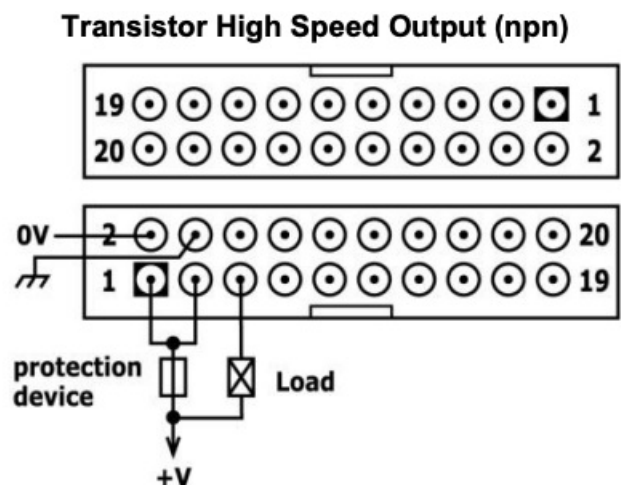 Transistor High Speed Output (npn)
19 1
20 2
0V 2 20
1 19
protection
device
Load
+V